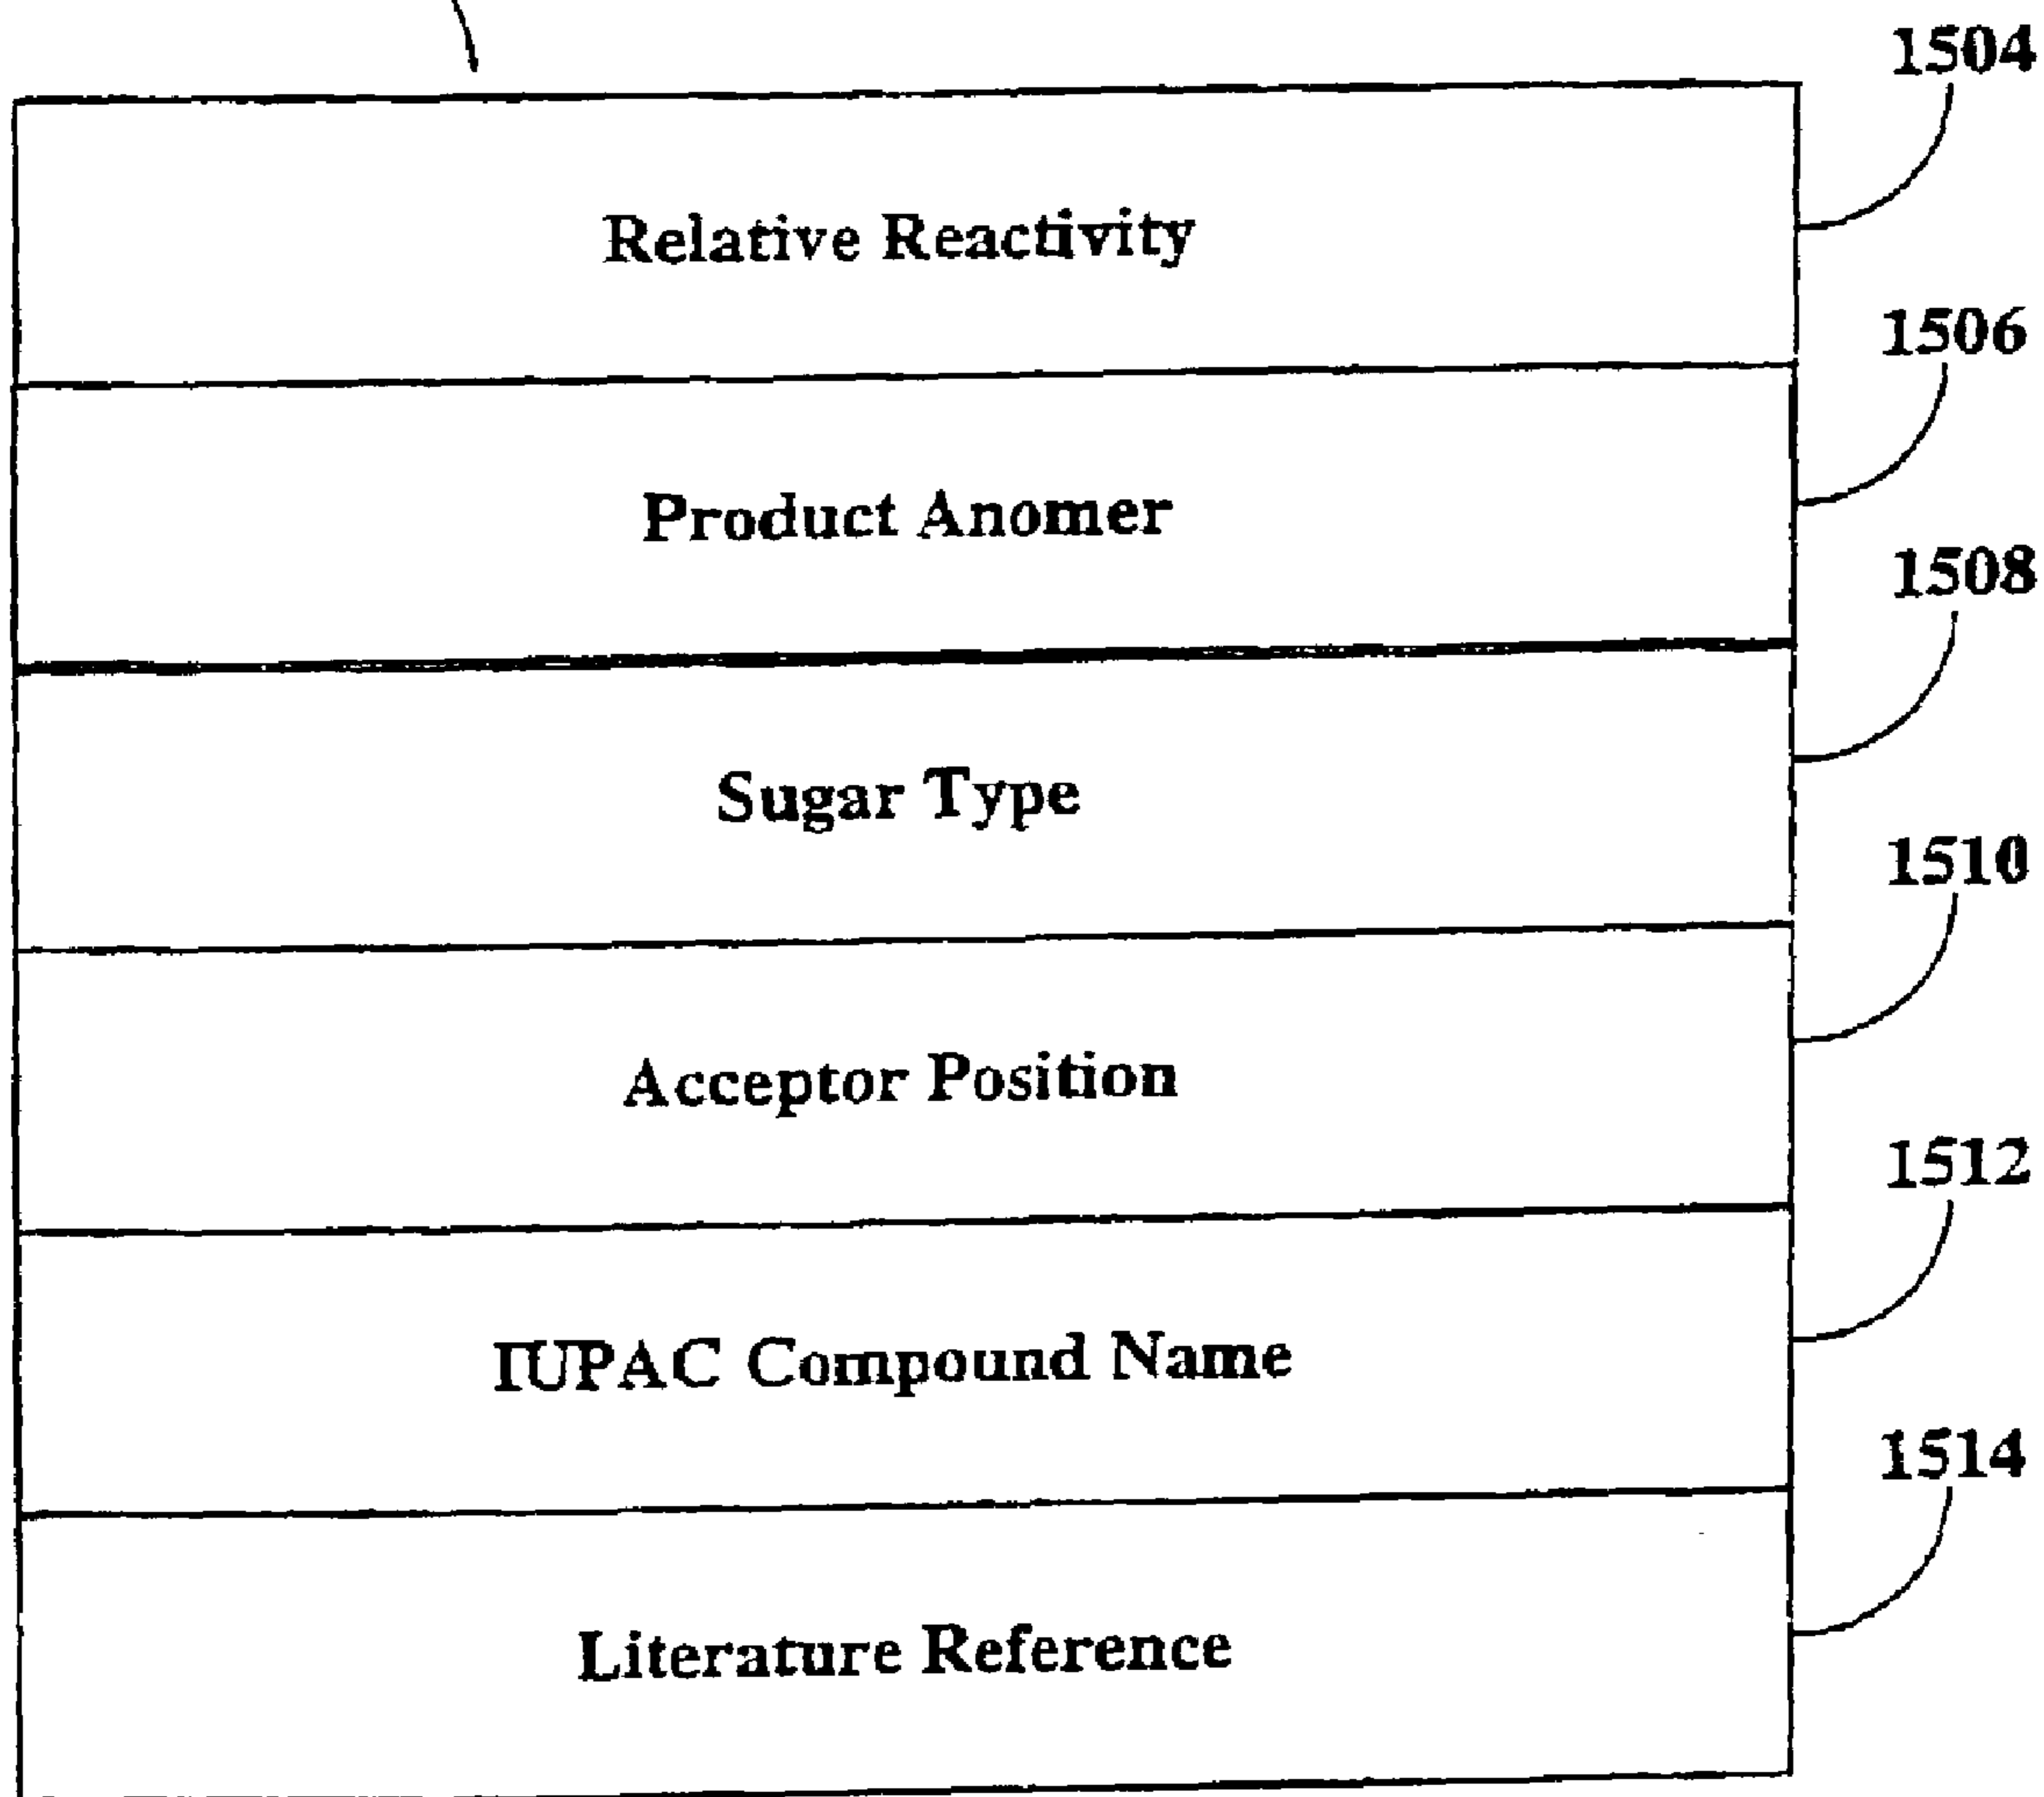 1504
Relative Reactivity
1506
Product Anomer
1508
Sugar Type
1510
Acceptor Position
1512
IUPAC Compound Name
1514
Literature Reference